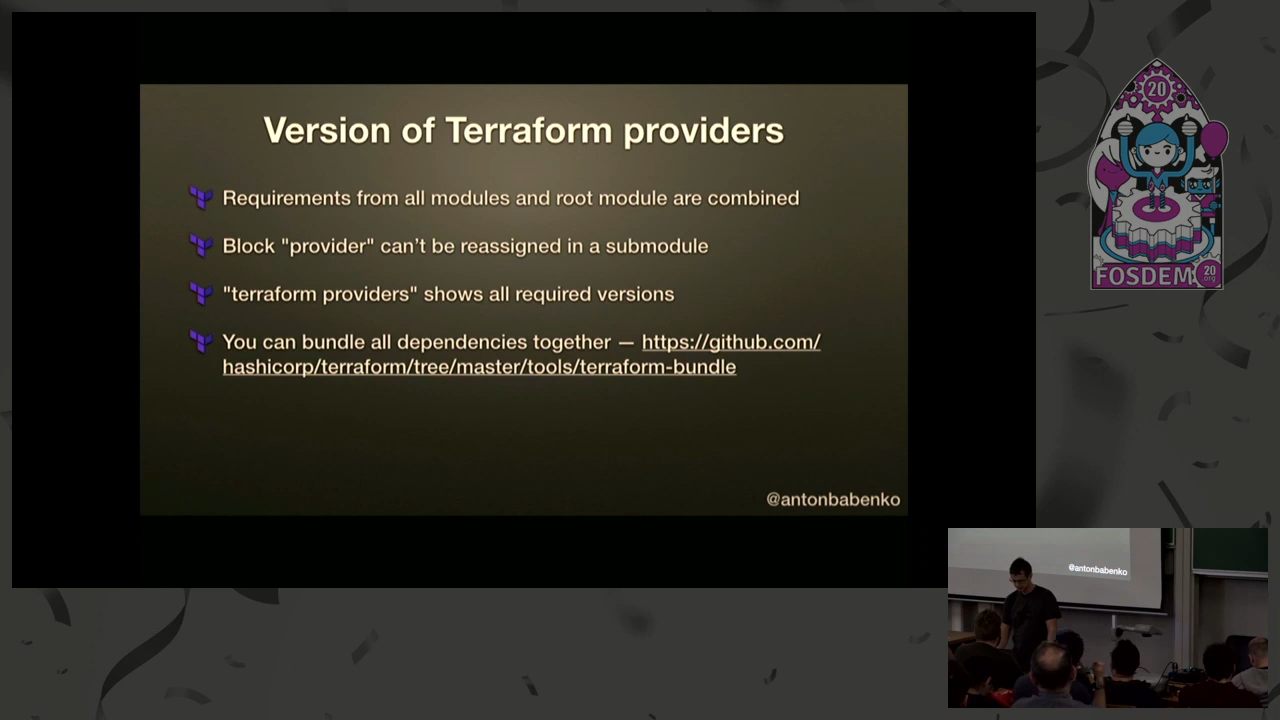 Version of Terraform providers
Requirements from all modules and root module are combined
Block "provider" can’t be reassigned in a submodule
"terraform providers" shows all required versions
You can bundle all dependencies together — https://github.com/
hashicorp/terraform/tree/master/tools/terraform-bundle
@antonbabenko
20
FOSDEM
20
org
@antonbabenko